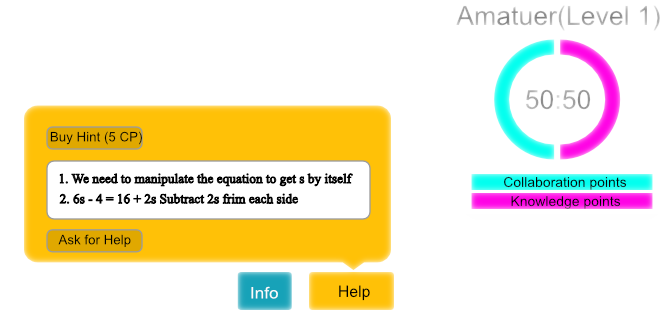 Amatuer(Level 1)
50:50
Collaboration points
Knowledge points
Buy Hint (5 CP)
1. We need to manipulate the equation to get s by itself
2. 6s - 4 = 16 + 2s Subtract 2s frim each side
Ask for Help
Info
Help